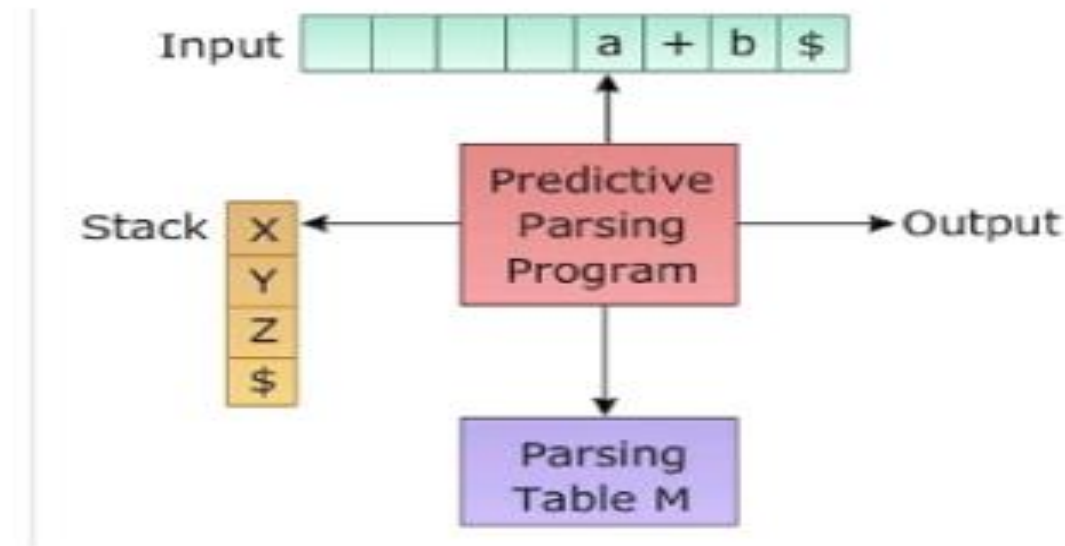 Input a + b $
Predictive
Parsing
Program
Stack
X
Y
Z
$
Output
Parsing
Table M